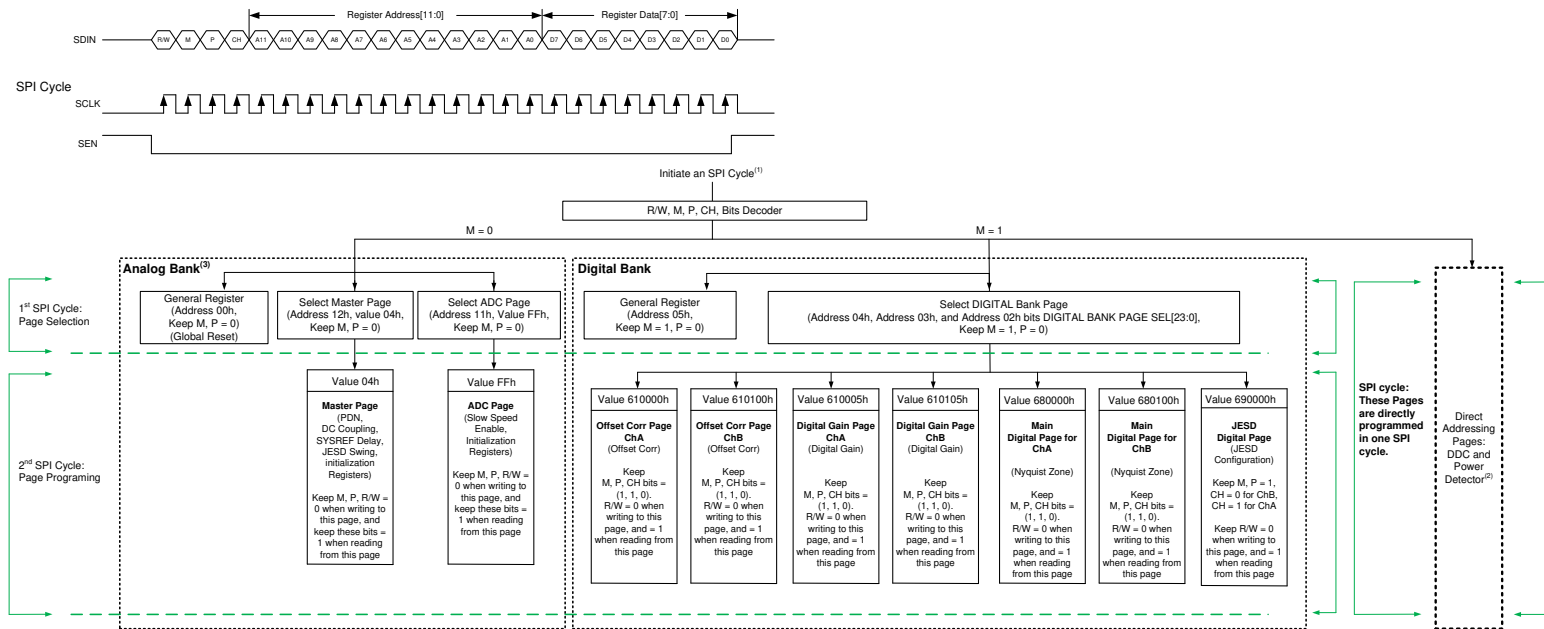 Register Address[11:0]
Register Data[7:0]
SDIN
R/W M P CH A11 A10 A9 A8 A7 A6 A5 A4 A3 A2 A1 A0 D7 D6 D5 D4 D3 D2 D1 D0
SPI Cycle
SCLK
SEN
Initiate an SPI Cycle(1)
R/W, M, P, CH, Bits Decoder
M = 0
M = 1
Analog Bank(3)
Digital Bank
1st SPI Cycle:
Page Selection
General Register
(Address 00h,
Keep M, P = 0)
(Global Reset)
Select Master Page
(Address 12h, value 04h,
Keep M, P = 0)
Select ADC Page
(Address 11h, Value FFh,
Keep M, P = 0)
General Register
(Address 05h,
Keep M = 1, P = 0)
Select DIGITAL Bank Page
(Address 04h, Address 03h, and Address 02h bits DIGITAL BANK PAGE SEL[23:0],
Keep M = 1, P = 0)
2nd SPI Cycle:
Page Programing
Value 04h
Master Page
(PDN,
DC Coupling,
SYSREF Delay,
JESD Swing,
initialization
Registers)
Keep M, P, R/W =
0 when writing to
this page, and
keep these bits =
1 when reading
from this page
Value FFh
ADC Page
(Slow Speed
Enable,
Initialization
Registers)
Keep M, P, R/W =
0 when writing to
this page, and
keep these bits =
1 when reading
from this page
Value 610000h
Offset Corr Page
ChA
(Offset Corr)
Keep
M, P, CH bits =
(1, 1, 0).
R/W = 0 when
writing to this
page, and = 1
when reading from
this page
Value 610100h
Offset Corr Page
ChB
(Offset Corr)
Keep
M, P, CH bits =
(1, 1, 0).
R/W = 0 when
writing to this
page, and = 1
when reading from
this page
Value 610005h
Digital Gain Page
ChA
(Digital Gain)
Keep
M, P, CH bits =
(1, 1, 0).
R/W = 0 when
writing to this
page, and = 1
when reading from
this page
Value 610105h
Digital Gain Page
ChB
(Digital Gain)
Keep
M, P, CH bits =
(1, 1, 0).
R/W = 0 when
writing to this
page, and = 1
when reading from
this page
Value 680000h
Main
Digital Page for
ChA
(Nyquist Zone)
Keep
M, P, CH bits =
(1, 1, 0).
R/W = 0 when
writing to this
page, and = 1
when reading
from this page
Value 680100h
Main
Digital Page for
ChB
(Nyquist Zone)
Keep
M, P, CH bits =
(1, 1, 0).
R/W = 0 when
writing to this
page, and = 1
when reading
from this page
Value 690000h
JESD
Digital Page
(JESD
Configuration)
Keep M, P = 1,
CH = 0 for ChB,
CH = 1 for ChA
Keep R/W = 0
when writing to
this page, and = 1
when reading
from this page
SPI cycle:
These Pages
are directly
programmed
in one SPI
cycle.
Direct
Addressing
Pages:
DDC and
Power
Detector(2)